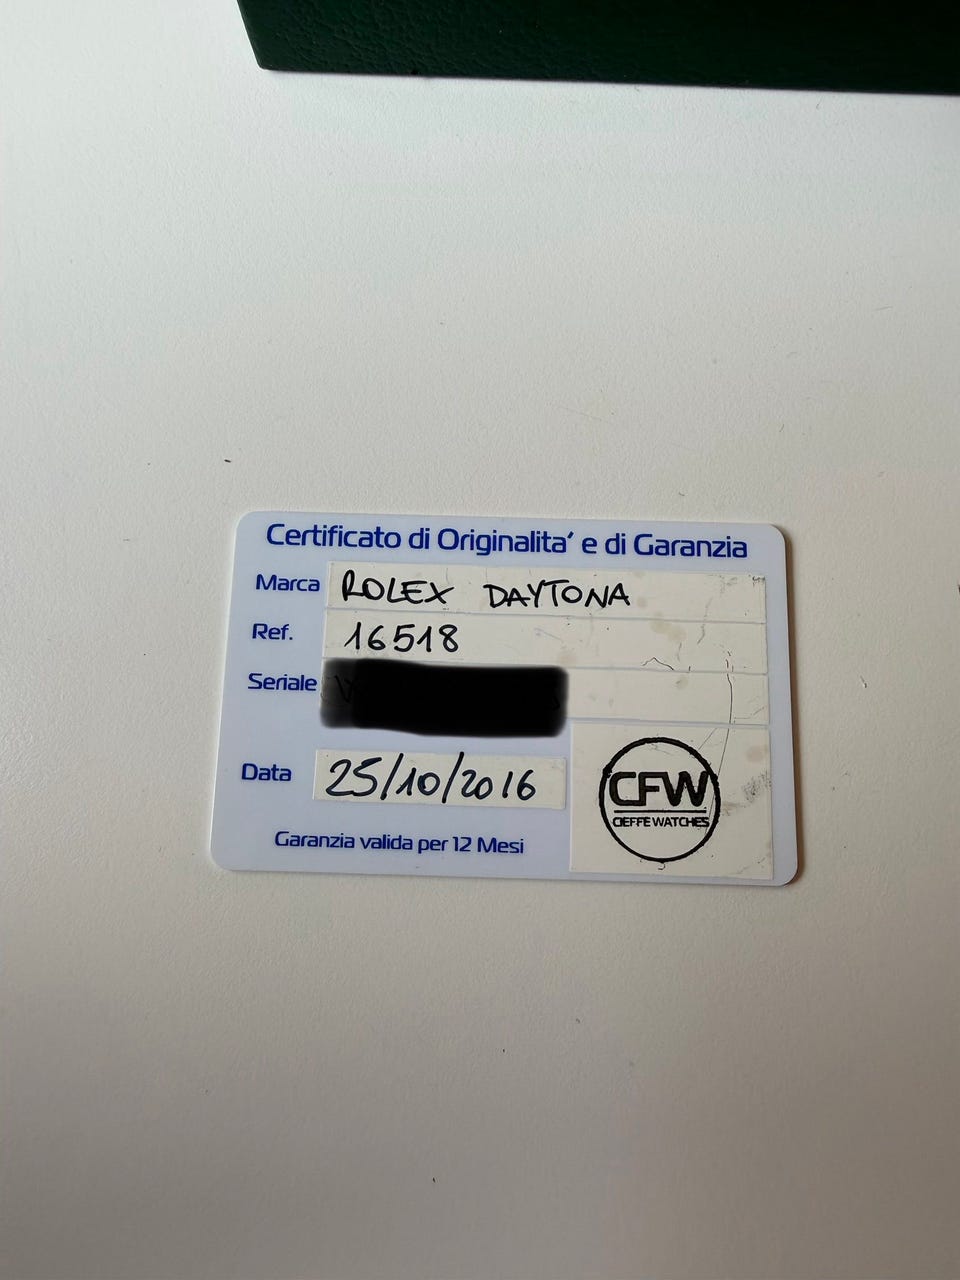 Certificato di Originalita' e di Garanzia
Marca ROLEX DAYTONA
Ref. 16518
Seriale
Data 25/10/2016
Garanzia valida per 12 Mesi
CFW
CIEFFE WATCHES